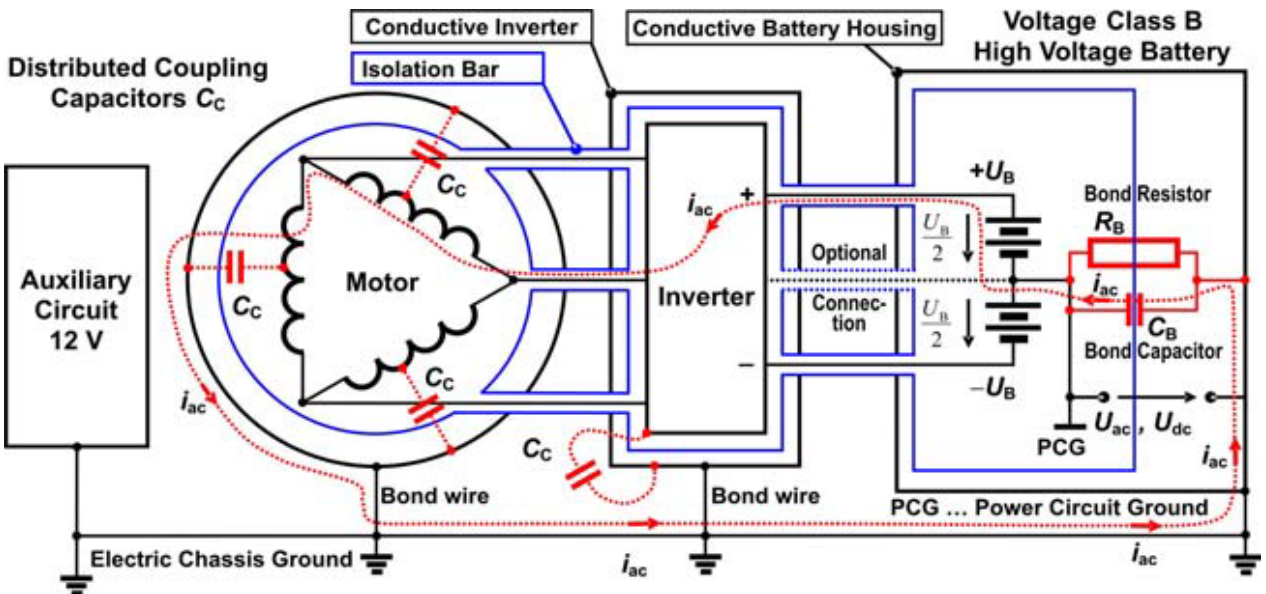 Conductive Inverter
Conductive Battery Housing
Voltage Class B
High Voltage Battery
Isolation Bar
Distributed Coupling
Capacitors CC
CC
+UB
Bond Resistor
RB
iac
+
UB
2
Optional
Auxiliary
Circuit
12 V
Motor
Inverter
CC
iac
Connec-
tion
UB
2
CB
Bond Capacitor
CC
−
−UB
iac
PCG
Uac , Udc
CC
iac
Bond wire
Bond wire
PCG ... Power Circuit Ground
Electric Chassis Ground
iac
iac